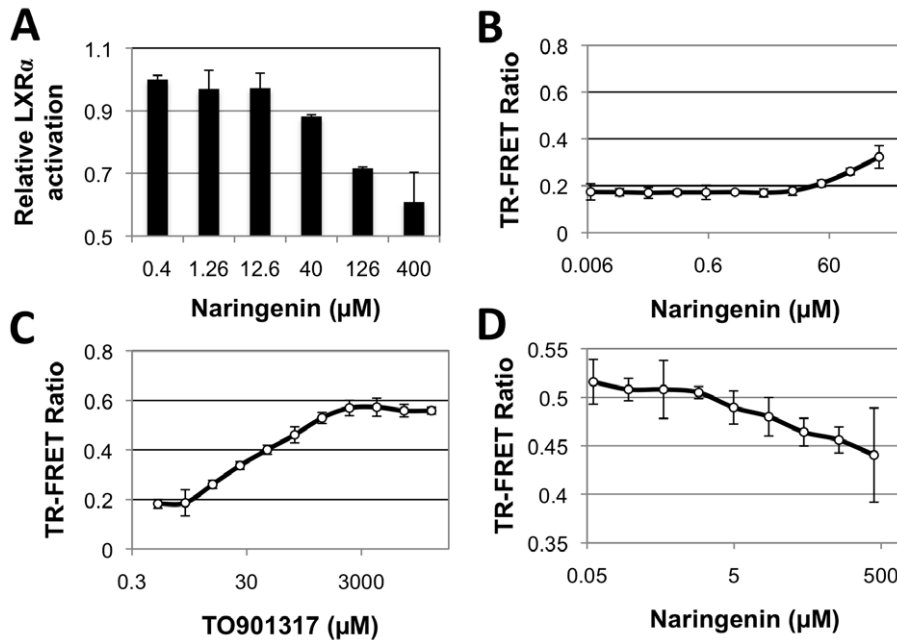 A
Relative LXRα
activation
1.1
0.9
0.7
0.5
0.4 1.26 12.6 40 126 400
Naringenin (µM)
B
TR-FRET Ratio
0.8
0.6
0.4
0.2
0
0.006 0.6 60
Naringenin (µM)
C
TR-FRET Ratio
0.8
0.6
0.4
0.2
0
0.3 30 3000
TO901317 (µM)
D
TR-FRET Ratio
0.55
0.5
0.45
0.4
0.35
0.05 5 500
Naringenin (µM)